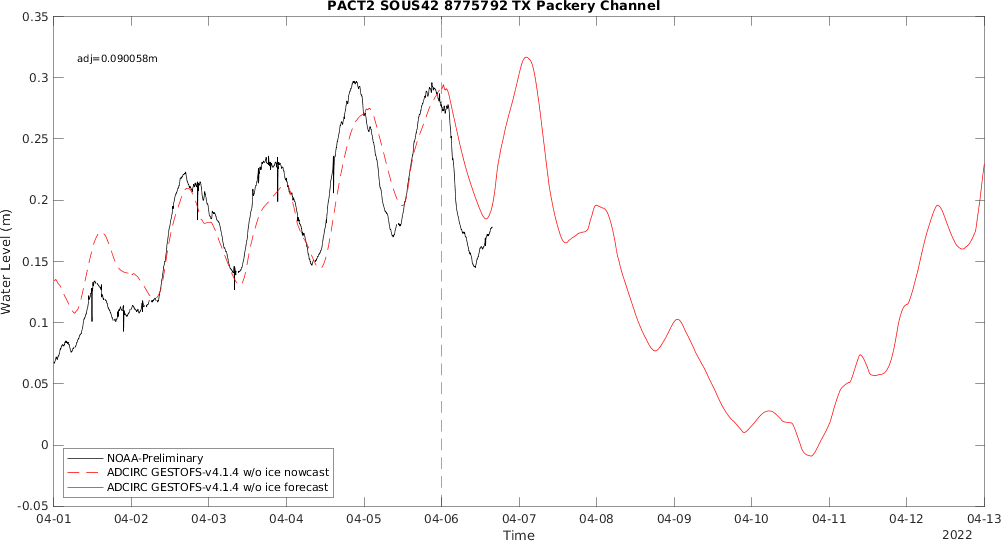 PACT2 SOUS42 8775792 TX Packery Channel
adj=0.090058m
0.35
0.3
0.25
0.2
0.15
0.1
0.05
0
-0.05
Water Level (m)
NOAA-Preliminary
ADCIRC GESTOFS-v4.1.4 w/o ice nowcast
ADCIRC GESTOFS-v4.1.4 w/o ice forecast
04-01 04-02 04-03 04-04 04-05 04-06 04-07 04-08 04-09 04-10 04-11 04-12 04-13
Time
2022